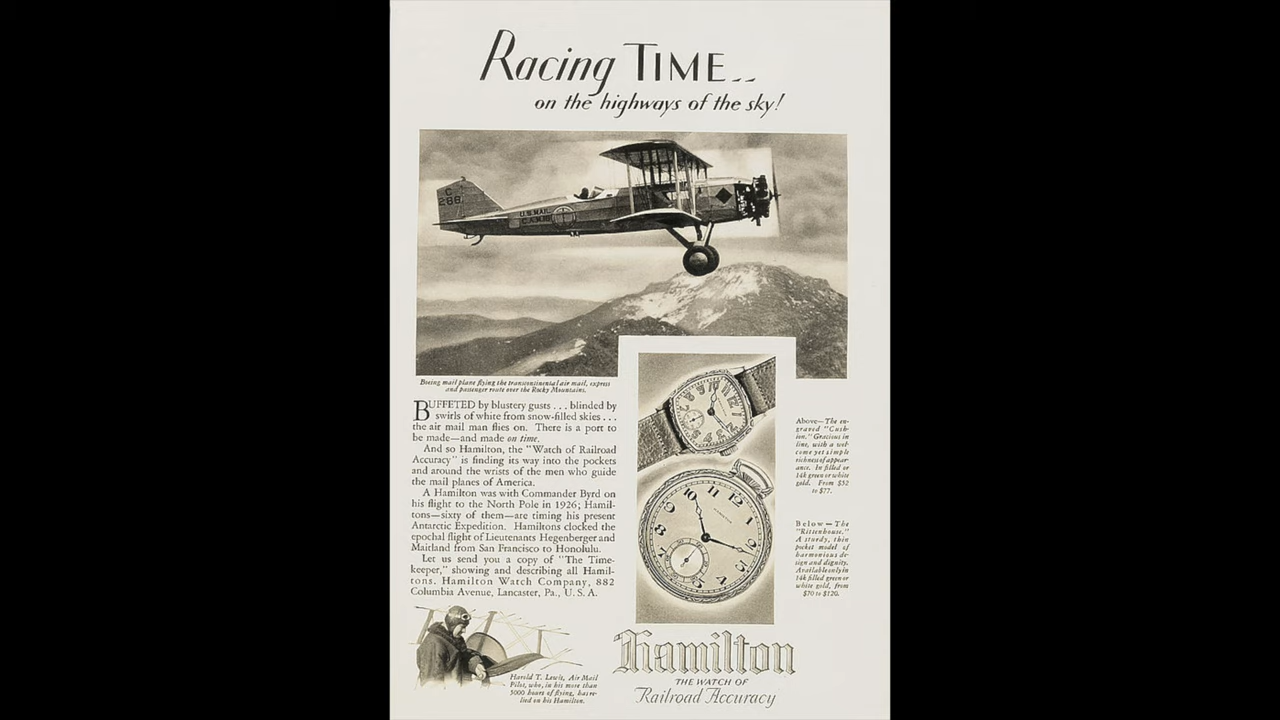 Racing TIME--
on the highways of the sky!
C
288
U.S. MAIL
Boeing mail plane flying the transcontinental air mail, express
and passenger route over the Rocky Mountains.
BUFFETED by blustery gusts . . . blinded by
swirls of white from snow-filled skies . . .
the air mail man flies on. There is a port to
be made—and made on time.
And so Hamilton, the "Watch of Railroad
Accuracy" is finding its way into the pockets
and around the wrists of the men who guide
the mail planes of America.
A Hamilton was with Commander Byrd on
his flight to the North Pole in 1926; Hamil-
tons—sixty of them—are timing his present
Antarctic Expedition. Hamiltons clocked the
epochal flight of Lieutenants Hegenberger and
Maitland from San Francisco to Honolulu.
Let us send you a copy of "The Time-
keeper," showing and describing all Hamil-
tons. Hamilton Watch Company, 882
Columbia Avenue, Lancaster, Pa., U. S. A.
Above—The en-
graved "Cush-
ion." Gracious in
line, with a wel-
come yet simple
richness of appear-
ance. In filled or
14k green or white
gold. From $52
to $77.
Below—The
"Rittenhouse."
A sturdy, thin
pocket model of
harmonious de-
sign and dignity.
Available only in
14k filled green or
white gold, from
$70 to $120.
Harold T. Lewis, Air Mail
Pilot, who, in his more than
5000 hours of flying, has re-
lied on his Hamilton.
Hamilton
THE WATCH OF
Railroad Accuracy